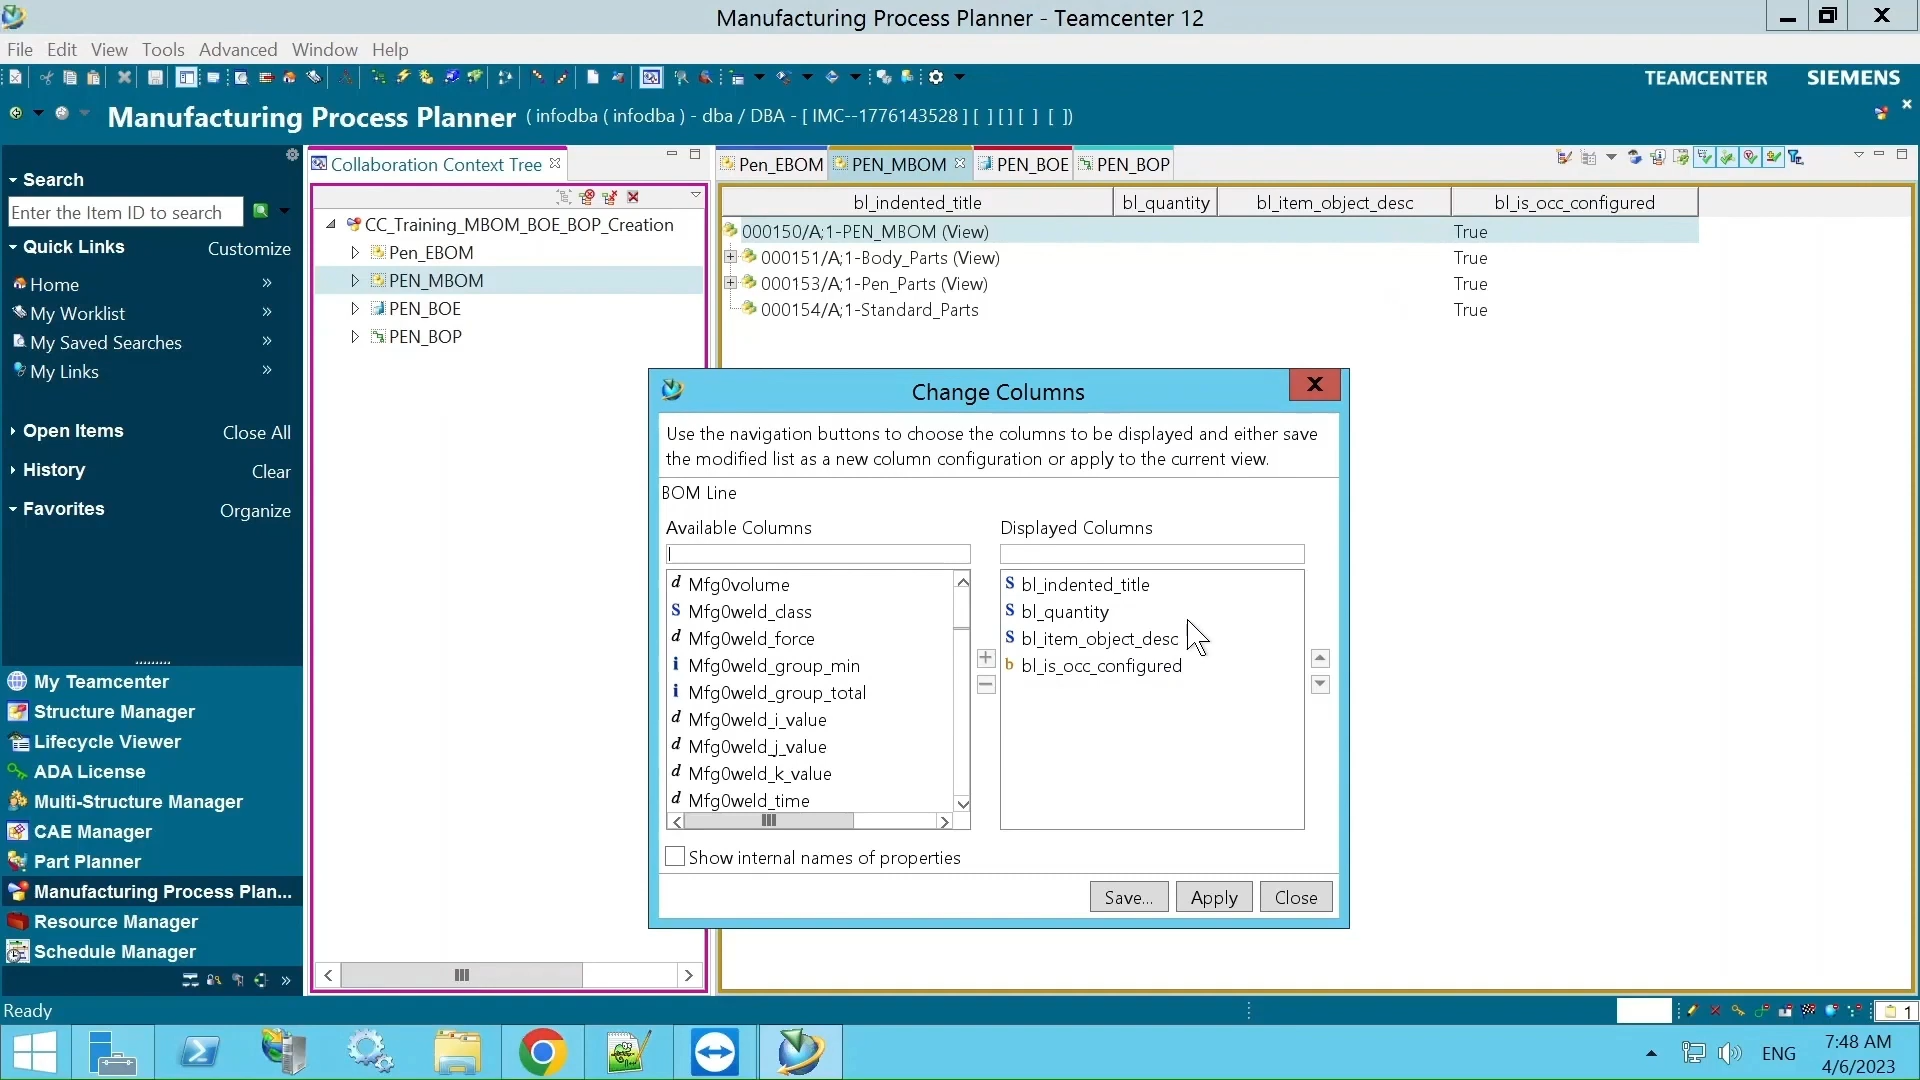 Manufacturing Process Planner - Teamcenter 12
File Edit View Tools Advanced Window Help
TEAMCENTER SIEMENS
Manufacturing Process Planner ( infodba ( infodba ) - dba / DBA - [ IMC--1776143528 ] [ ] [ ] [ ] [ ])
Search
Enter the Item ID to search
Quick Links Customize
Home »
My Worklist »
My Saved Searches »
My Links »
Open Items Close All
History Clear
Favorites Organize
My Teamcenter
Structure Manager
Lifecycle Viewer
ADA License
Multi-Structure Manager
CAE Manager
Part Planner
Manufacturing Process Plan...
Resource Manager
Schedule Manager
Collaboration Context Tree
CC_Training_MBOM_BOE_BOP_Creation
Pen_EBOM
PEN_MBOM
PEN_BOE
PEN_BOP
Pen_EBOM PEN_MBOM PEN_BOE PEN_BOP
bl_indented_title bl_quantity bl_item_object_desc bl_is_occ_configured
000150/A;1-PEN_MBOM (View) True
000151/A;1-Body_Parts (View) True
000153/A;1-Pen_Parts (View) True
000154/A;1-Standard_Parts True
Change Columns
X
Use the navigation buttons to choose the columns to be displayed and either save
the modified list as a new column configuration or apply to the current view.
BOM Line
Available Columns
d Mfg0volume
S Mfg0weld_class
d Mfg0weld_force
i Mfg0weld_group_min
i Mfg0weld_group_total
d Mfg0weld_i_value
d Mfg0weld_j_value
d Mfg0weld_k_value
d Mfg0weld_time
Displayed Columns
S bl_indented_title
S bl_quantity
S bl_item_object_desc
b bl_is_occ_configured
Show internal names of properties
Save... Apply Close
Ready
1
ENG
7:48 AM
4/6/2023